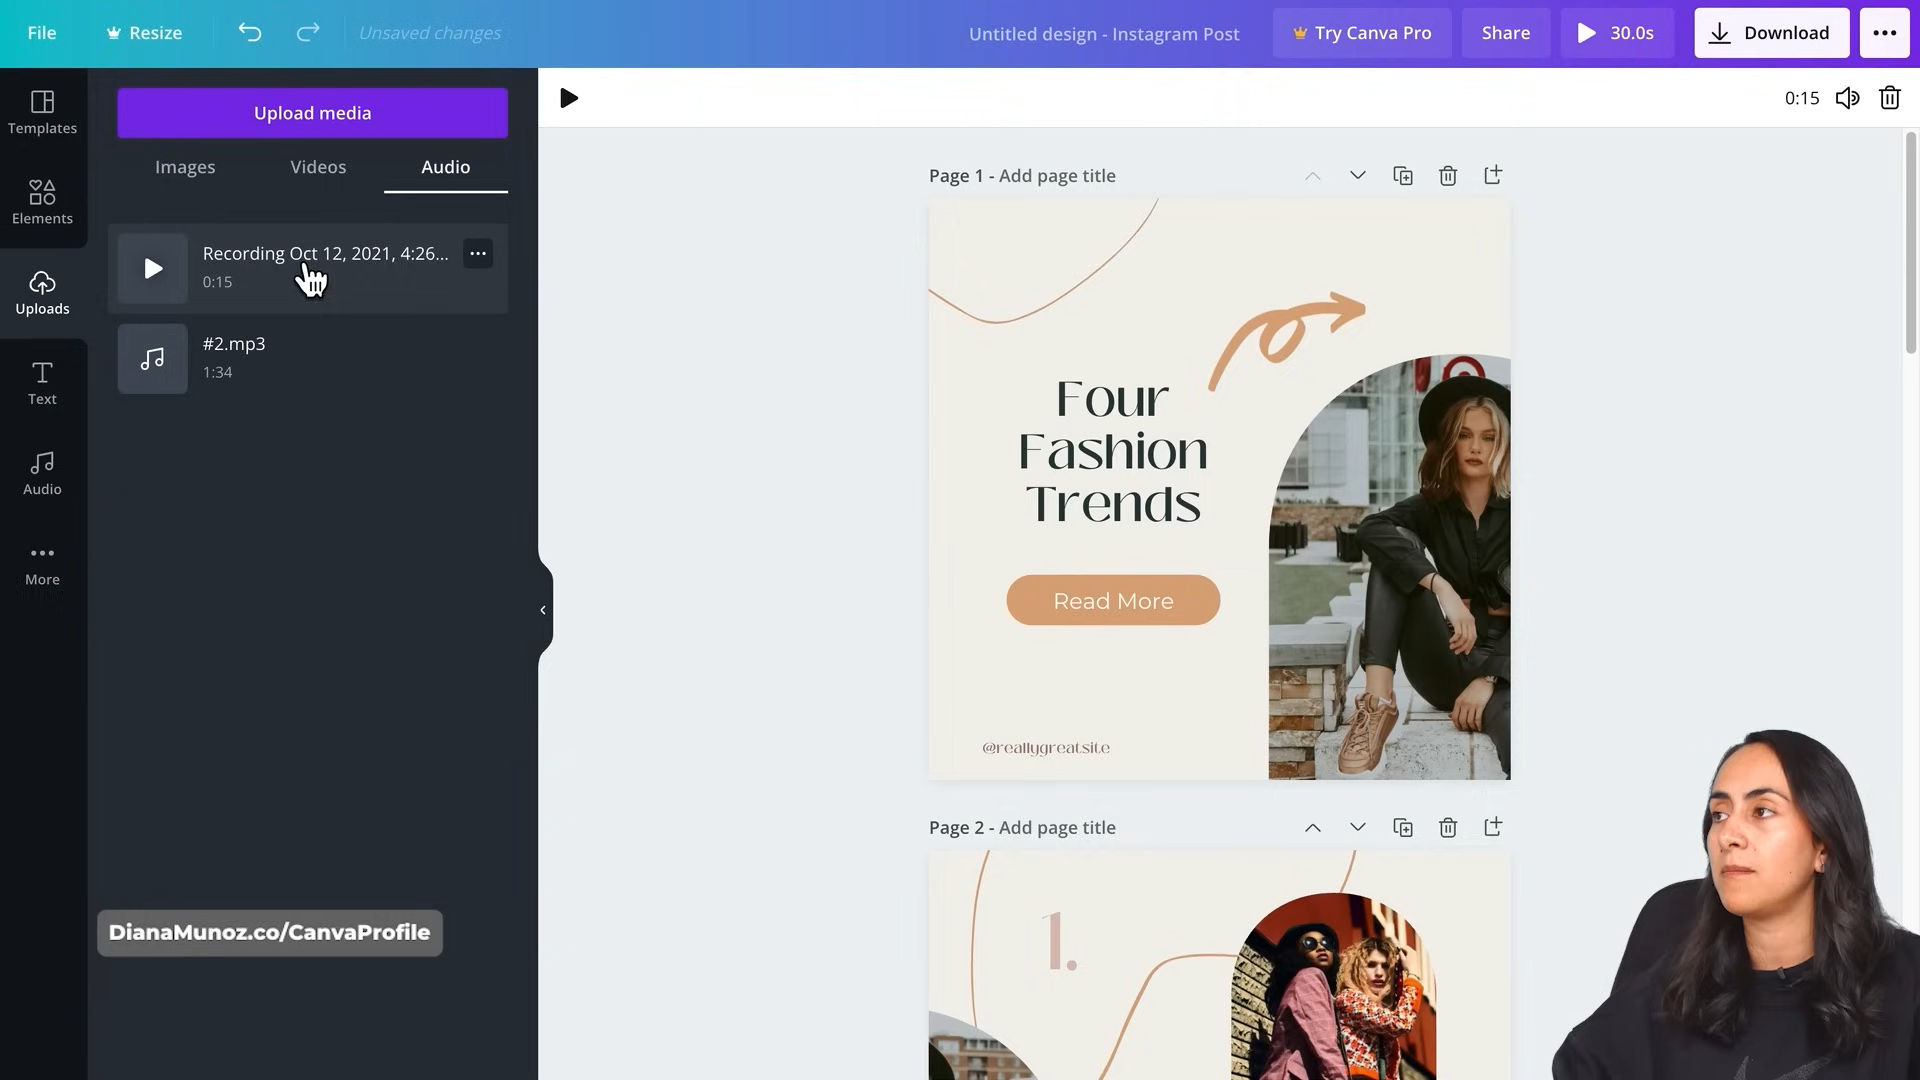 File
Resize
Unsaved changes
Untitled design - Instagram Post
Try Canva Pro
Share
30.0s
Download
Templates
Elements
Uploads
Text
Audio
More
Upload media
Images
Videos
Audio
Recording Oct 12, 2021, 4:26...
0:15
#2.mp3
1:34
0:15
Page 1 - Add page title
Four
Fashion
Trends
Read More
@reallygreatsite
Page 2 - Add page title
1.
DianaMunoz.co/CanvaProfile